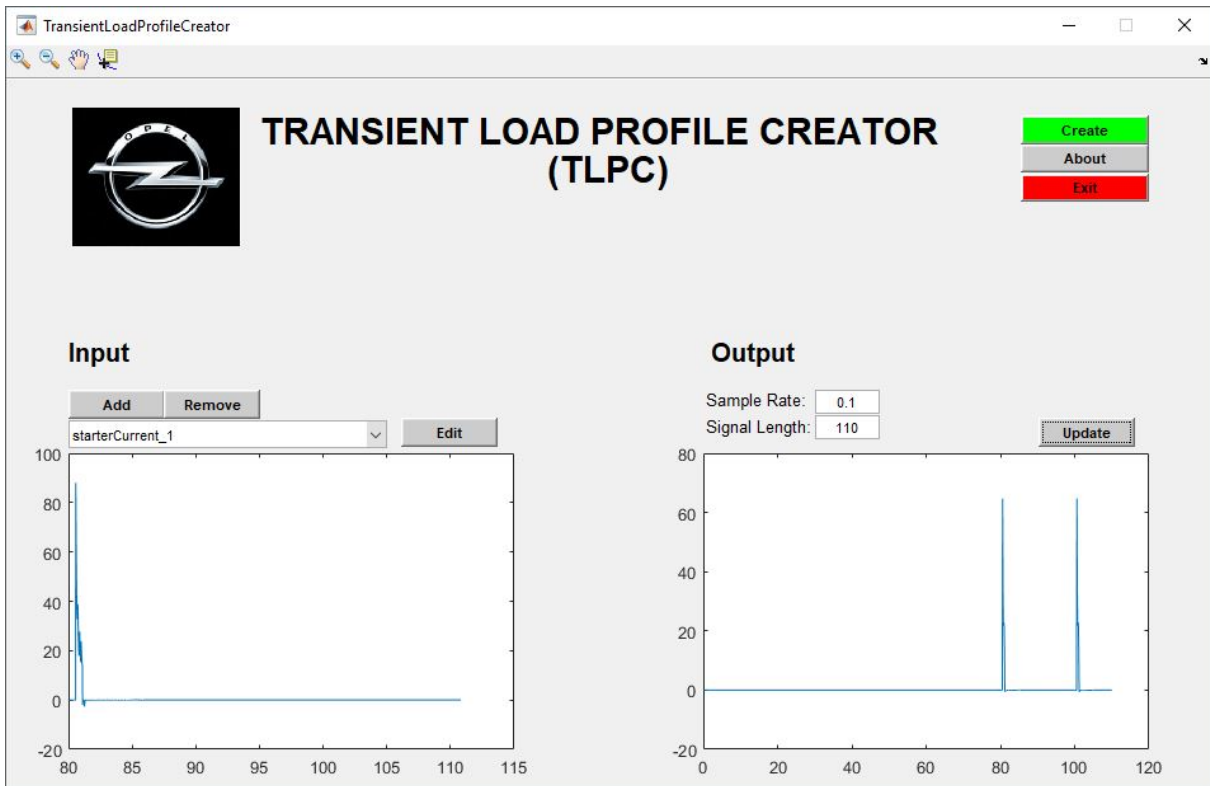 TransientLoadProfileCreator
OPEL
TRANSIENT LOAD PROFILE CREATOR
(TLPC)
Create
About
Exit
Input
Add Remove
starterCurrent_1
Edit
100
80
60
40
20
0
-20
80 85 90 95 100 105 110 115
Output
Sample Rate: 0.1
Signal Length: 110
Update
80
60
40
20
0
-20
0 20 40 60 80 100 120